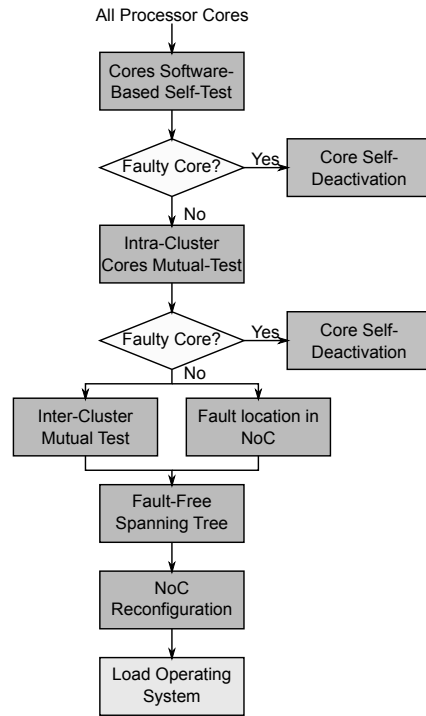 All Processor Cores
Cores Software-
Based Self-Test
Faulty Core?
Yes
Core Self-
Deactivation
No
Intra-Cluster
Cores Mutual-Test
Faulty Core?
Yes
Core Self-
Deactivation
No
Inter-Cluster
Mutual Test
Fault location in
NoC
Fault-Free
Spanning Tree
NoC
Reconfiguration
Load Operating
System